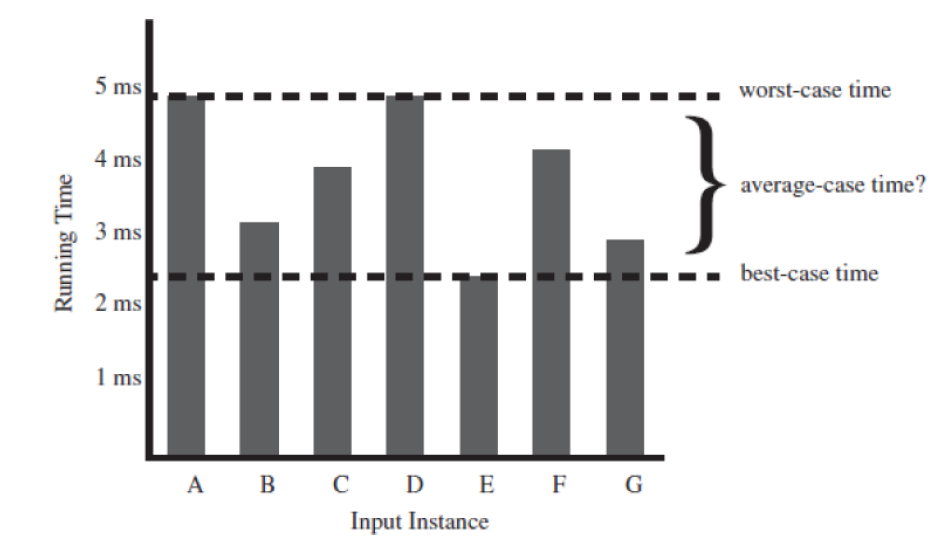 5 ms
worst-case time
4 ms
average-case time?
3 ms
best-case time
2 ms
1 ms
Running Time
A B C D E F G
Input Instance